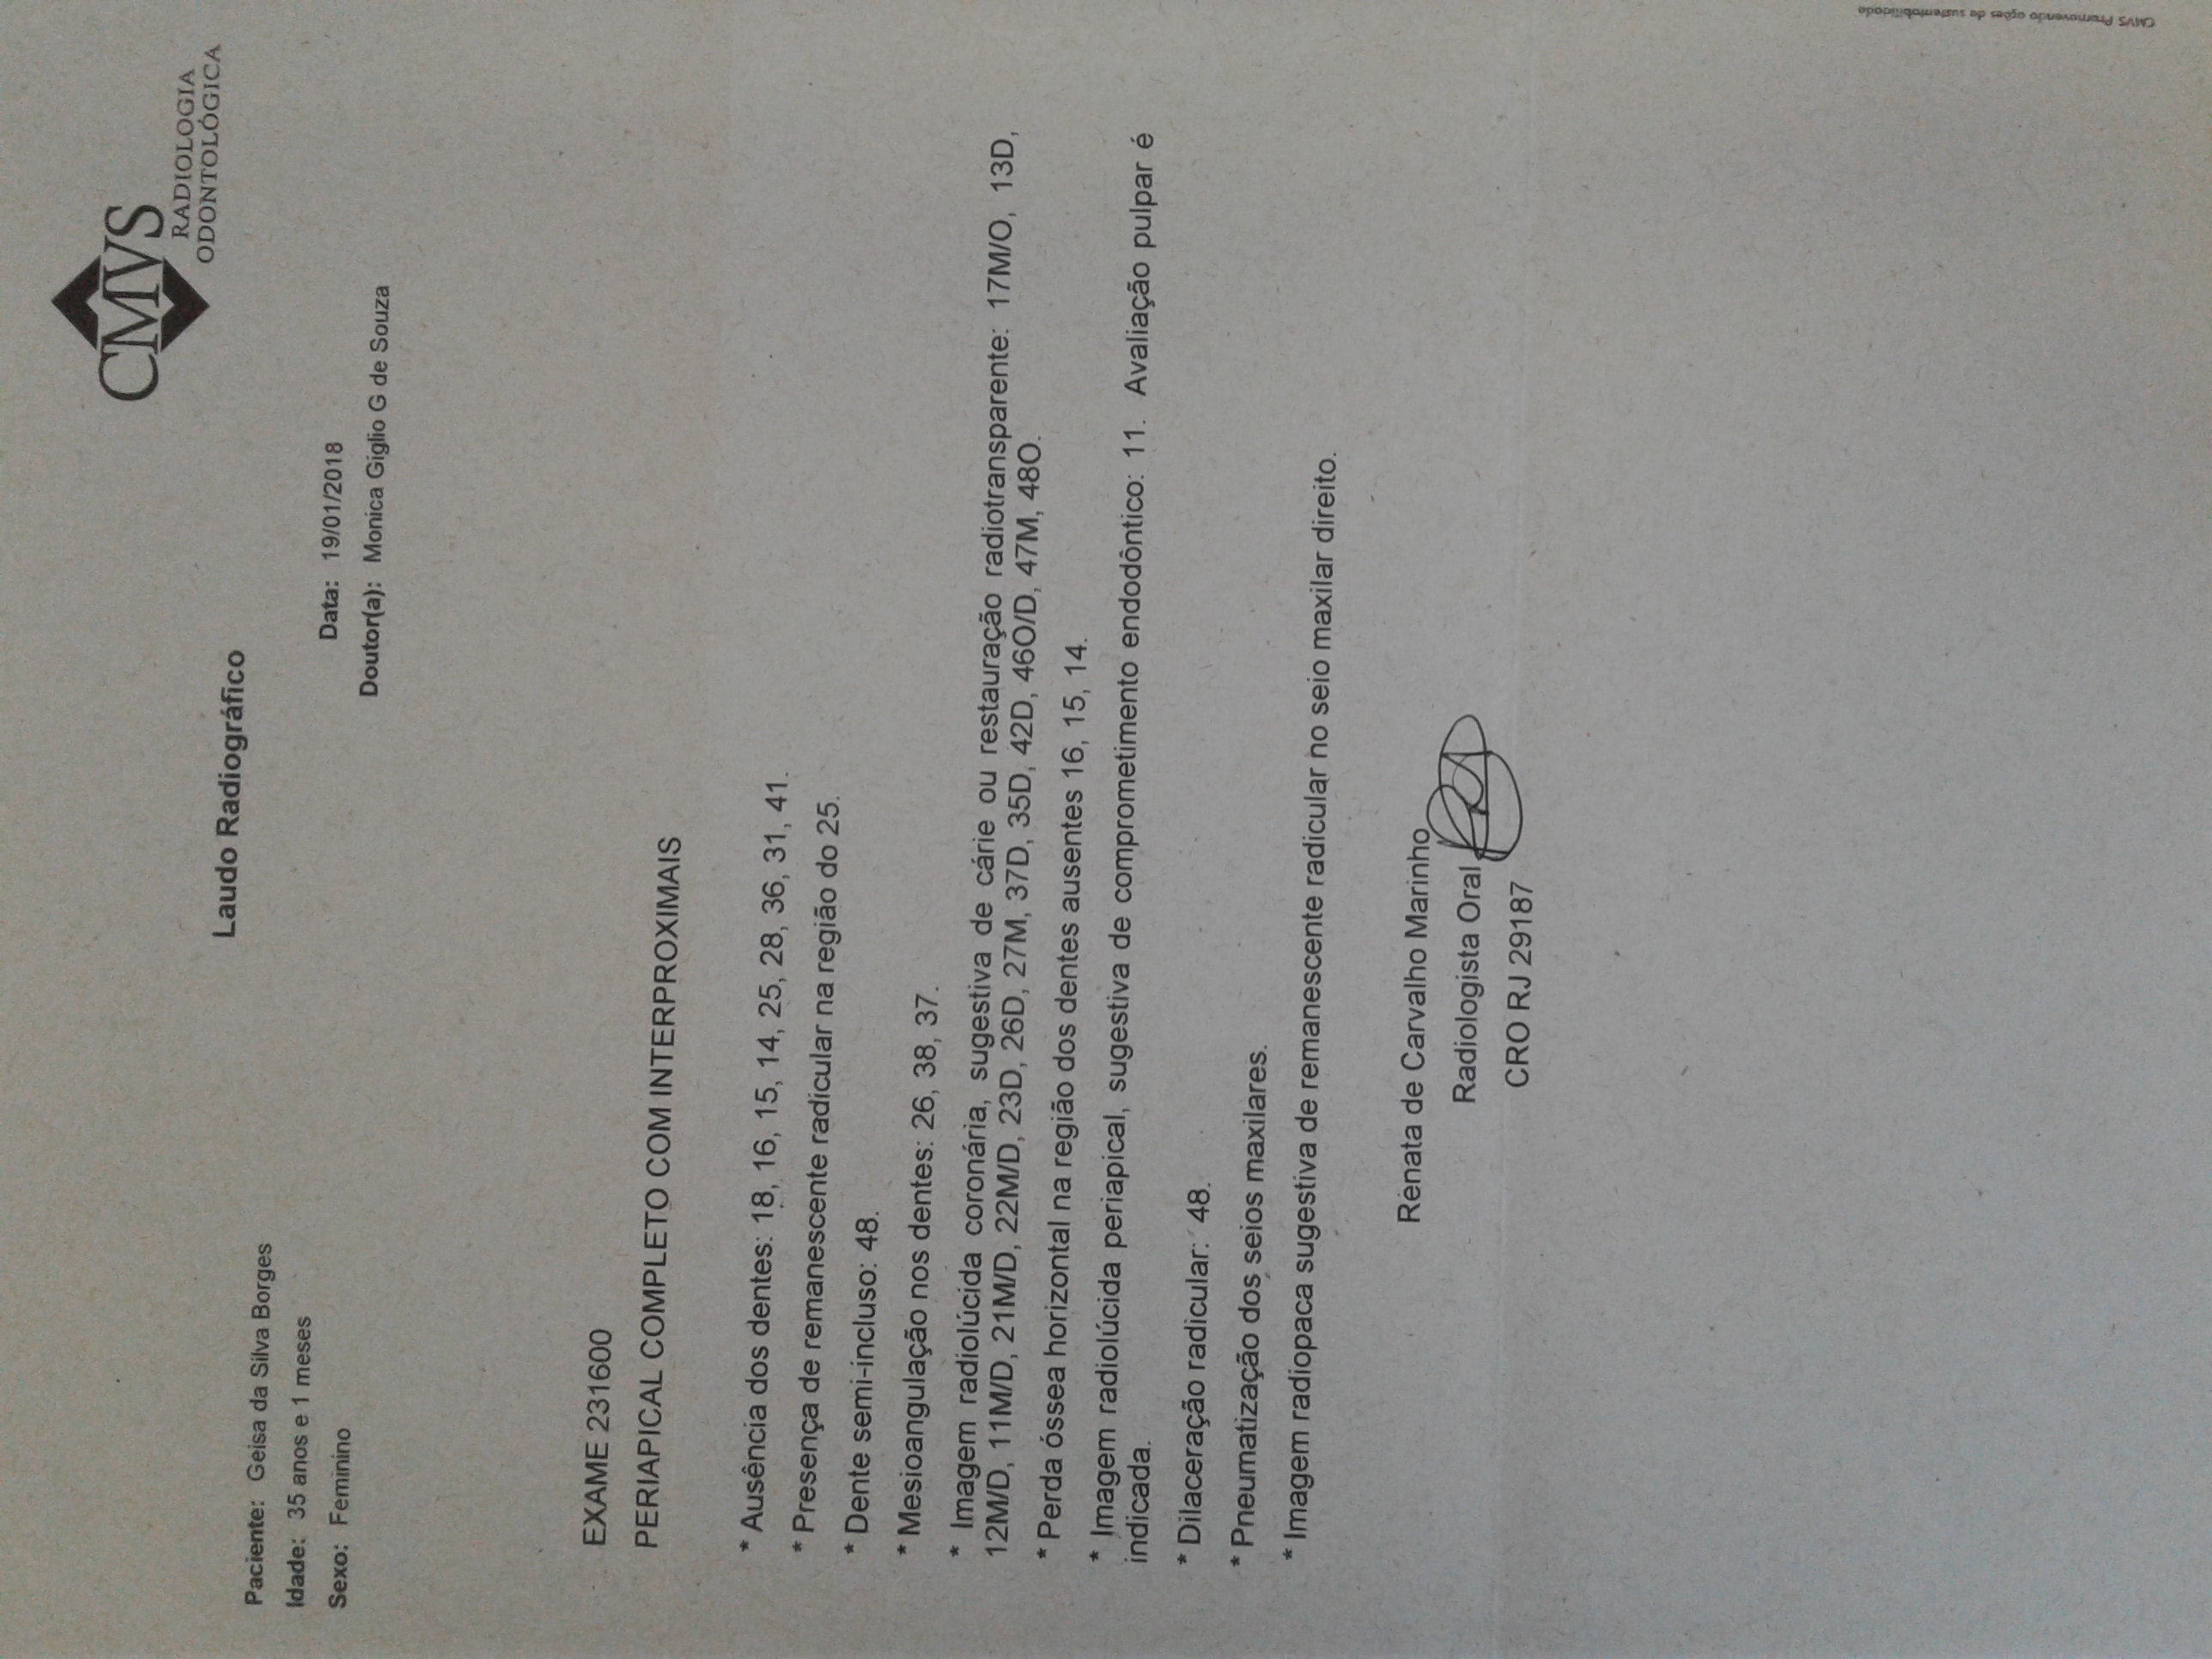 CMVS
RADIOLOGIA
ODONTOLÓGICA
Laudo Radiográfico
Paciente: Geisa da Silva Borges
Idade: 35 anos e 1 meses
Sexo: Feminino
Data: 19/01/2018
Doutor(a): Monica Giglio G de Souza
EXAME 231600
PERIAPICAL COMPLETO COM INTERPROXIMAIS
* Ausência dos dentes: 18, 16, 15, 14, 25, 28, 36, 31, 41.
* Presença de remanescente radicular na região do 25.
* Dente semi-incluso: 48.
* Mesioangulação nos dentes: 26, 38, 37.
* Imagem radiolúcida coronária, sugestiva de cárie ou restauração radiotransparente: 17M/O, 13D,
12M/D, 11M/D, 21M/D, 22M/D, 23D, 26D, 27M, 37D, 35D, 42D, 46O/D, 47M, 48O.
* Perda óssea horizontal na região dos dentes ausentes 16, 15, 14.
* Imagem radiolúcida periapical, sugestiva de comprometimento endodôntico: 11. Avaliação pulpar é
indicada.
* Dilaceração radicular: 48.
* Pneumatização dos seios maxilares.
* Imagem radiopaca sugestiva de remanescente radicular no seio maxilar direito.
Renata de Carvalho Marinho
Radiologista Oral
CRO RJ 29187
CMVS Promovendo ações de sustentabilidade